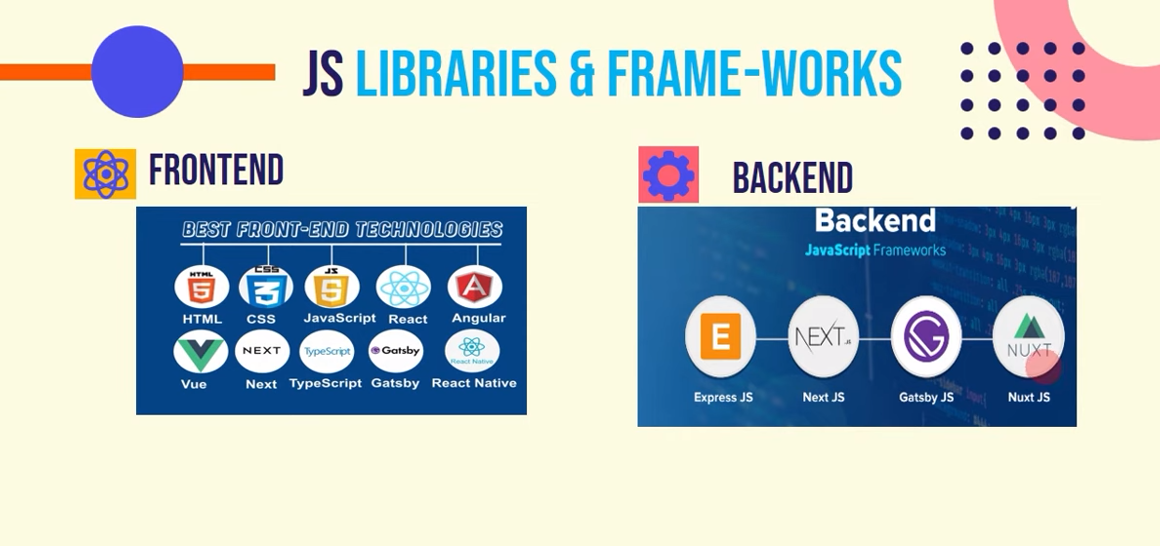 JS LIBRARIES & FRAME-WORKS
FRONTEND
BEST FRONT-END TECHNOLOGIES
HTML CSS JS
5 3 5 A
HTML CSS JavaScript React Angular
NEXT TypeScript Gatsby React Native
Vue Next TypeScript Gatsby React Native
BACKEND
Backend
JavaScript Frameworks
E NEXT.js G NUXT
Express JS Next JS Gatsby JS Nuxt JS